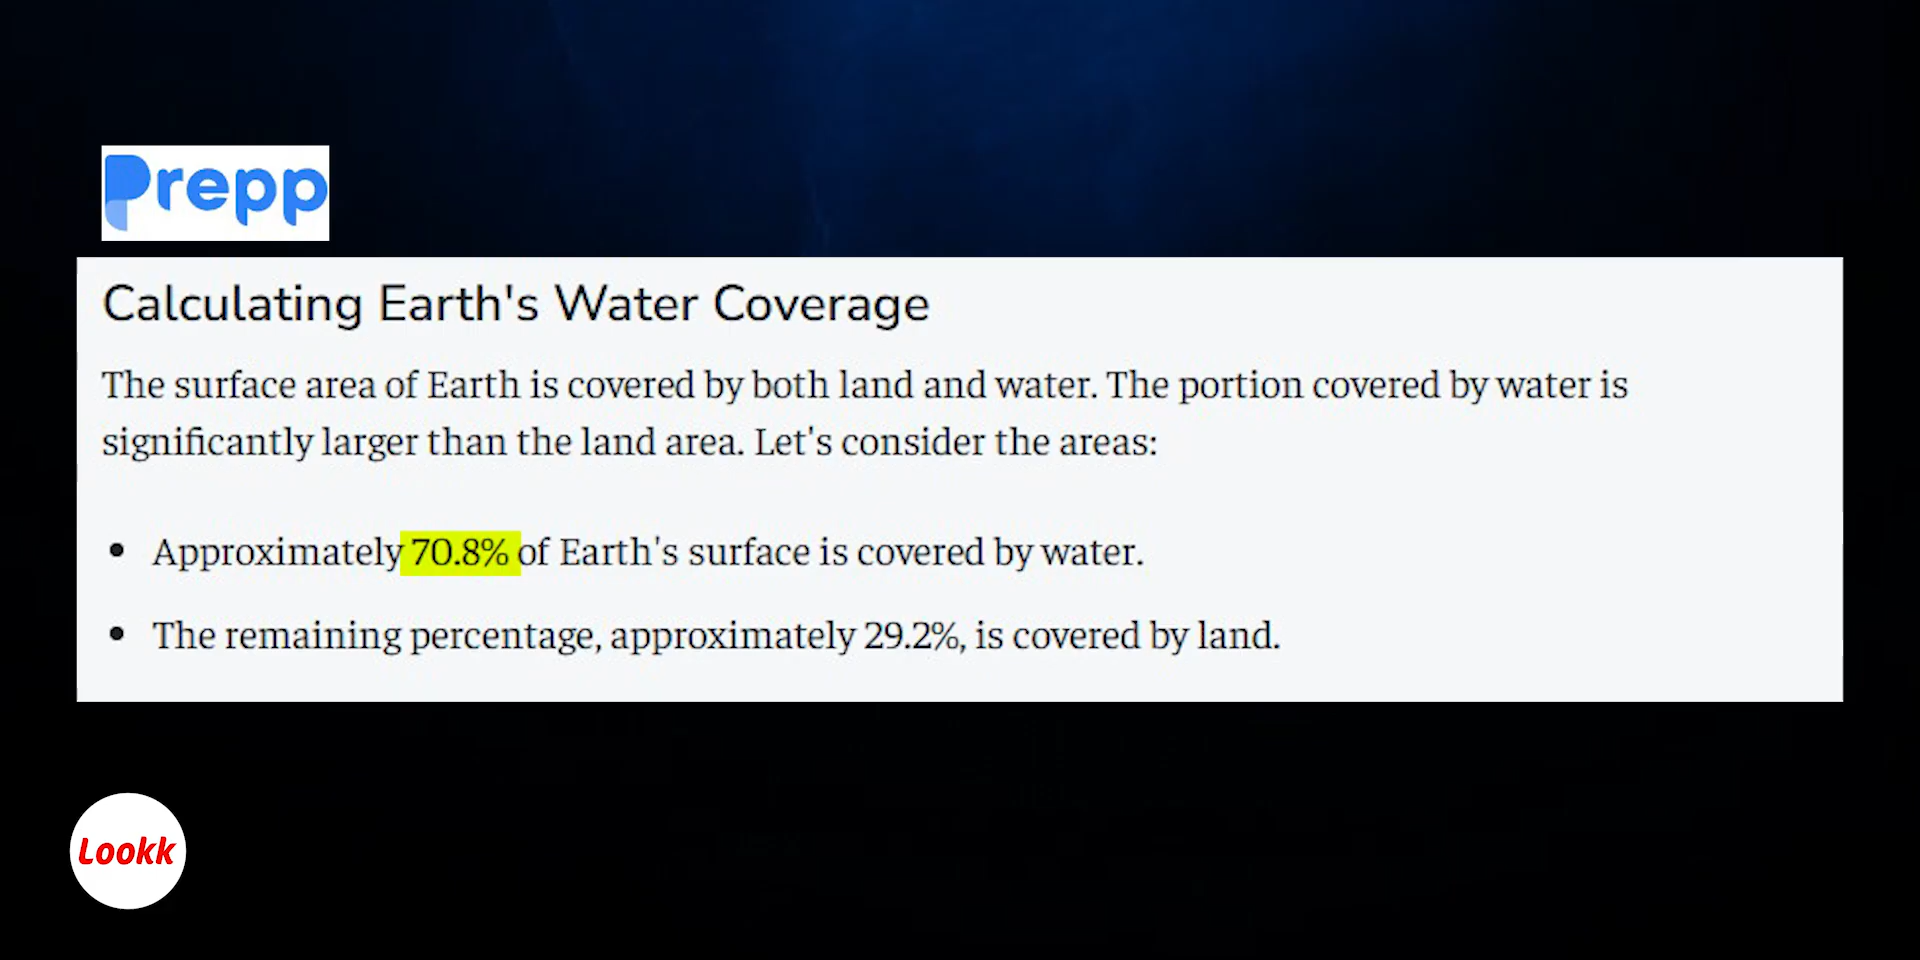 Prepp
Calculating Earth's Water Coverage
The surface area of Earth is covered by both land and water. The portion covered by water is
significantly larger than the land area. Let's consider the areas:
• Approximately 70.8% of Earth's surface is covered by water.
• The remaining percentage, approximately 29.2%, is covered by land.
Lookk